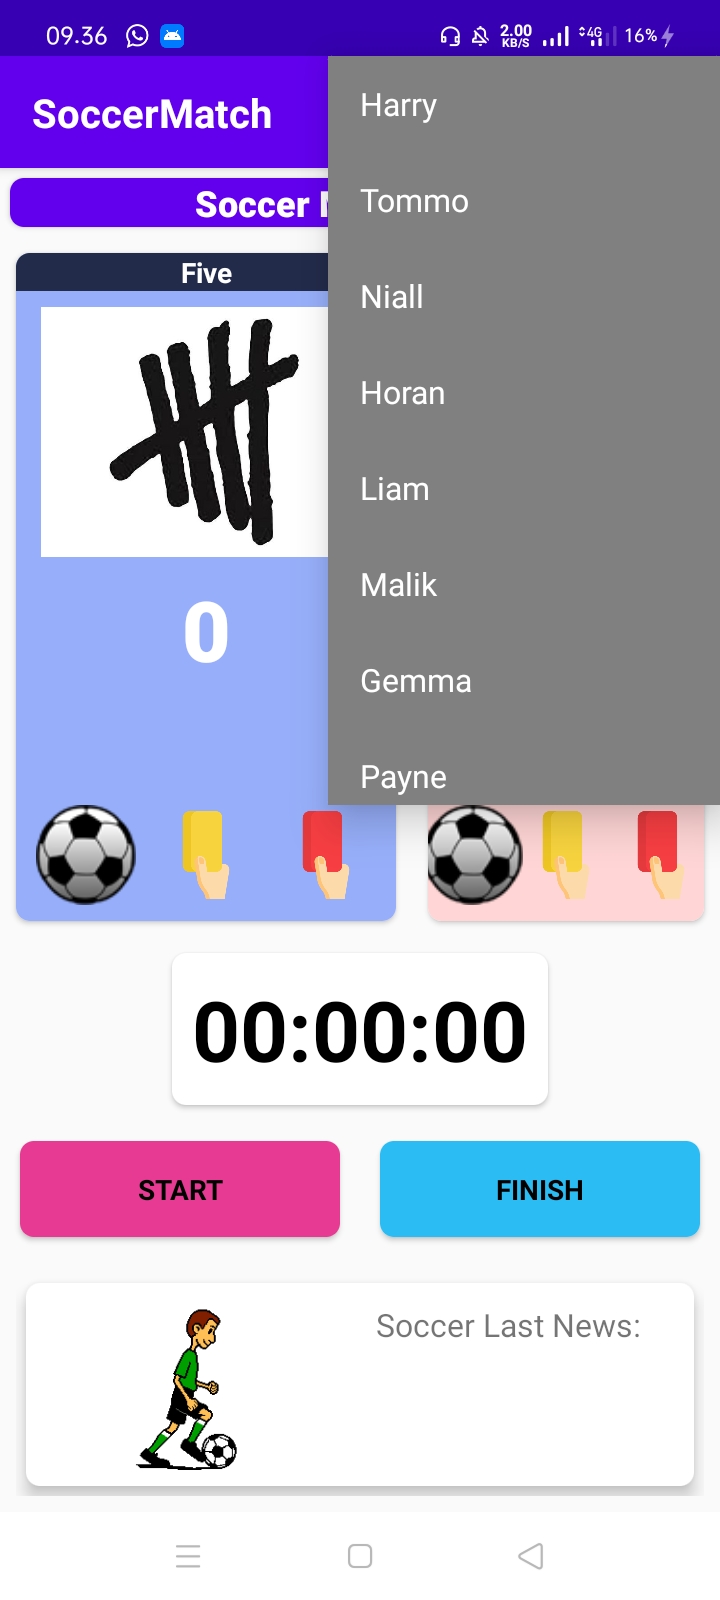 09.36
2.00
KB/S
4G
16%
SoccerMatch
Soccer
Five
0
Harry
Tommo
Niall
Horan
Liam
Malik
Gemma
Payne
00:00:00
START
FINISH
Soccer Last News: